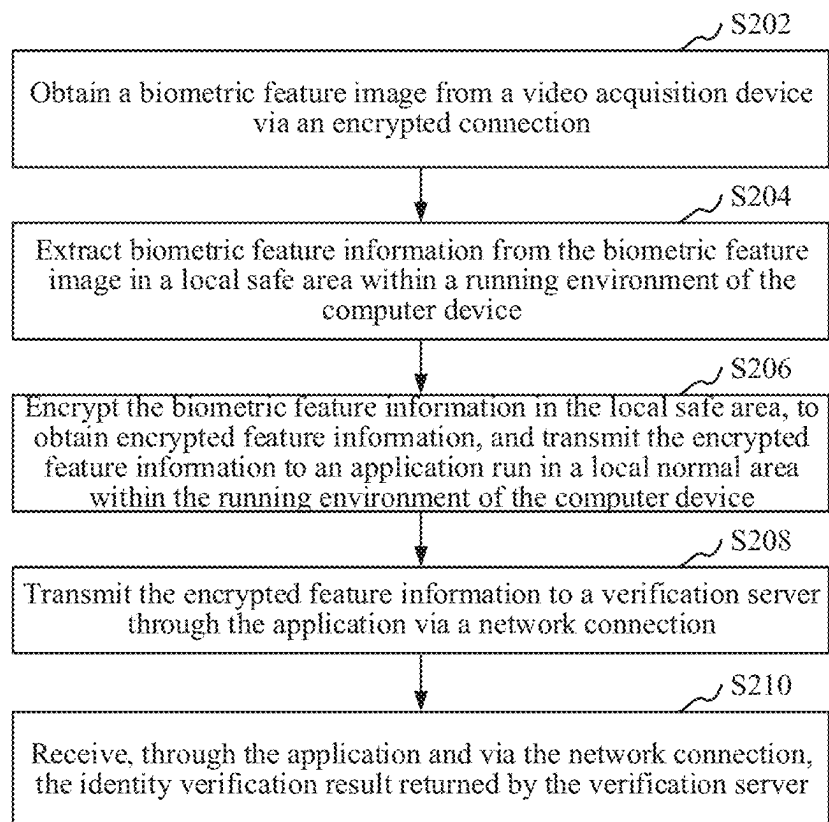 S202
Obtain a biometric feature image from a video acquisition device
via an encrypted connection
S204
Extract biometric feature information from the biometric feature
image in a local safe area within a running environment of the
computer device
S206
Encrypt the biometric feature information in the local safe area, to
obtain encrypted feature information, and transmit the encrypted
feature information to an application run in a local normal area
within the running environment of the computer device
S208
Transmit the encrypted feature information to a verification server
through the application via a network connection
S210
Receive, through the application and via the network connection,
the identity verification result returned by the verification server